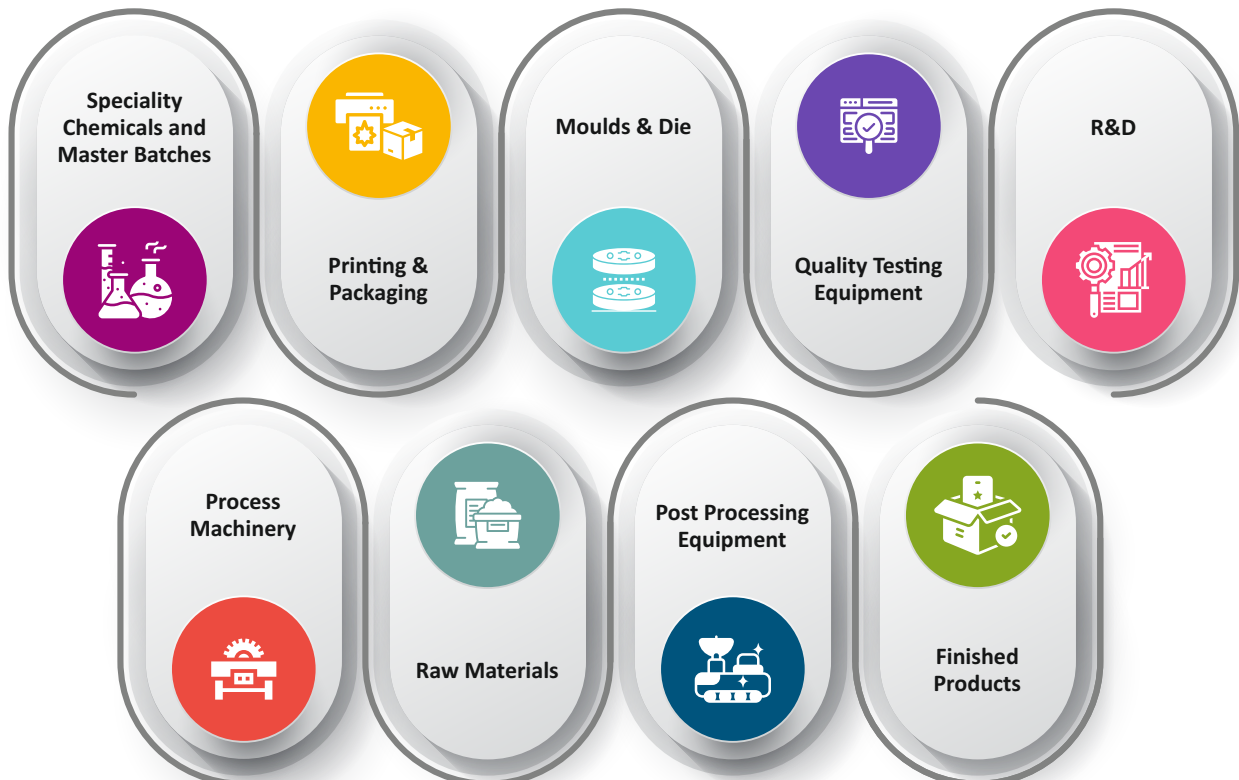 Speciality
Chemicals and
Master Batches
Printing &
Packaging
Moulds & Die
Quality Testing
Equipment
R&D
Process
Machinery
Raw Materials
Post Processing
Equipment
Finished
Products